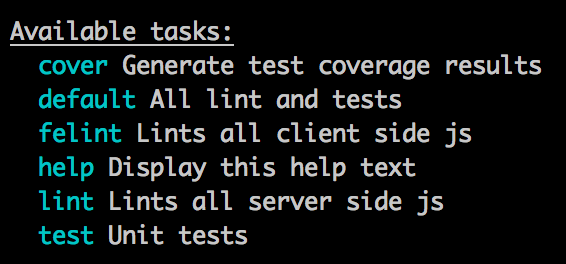 Available tasks:
cover Generate test coverage results
default All lint and tests
felint Lints all client side js
help Display this help text
lint Lints all server side js
test Unit tests